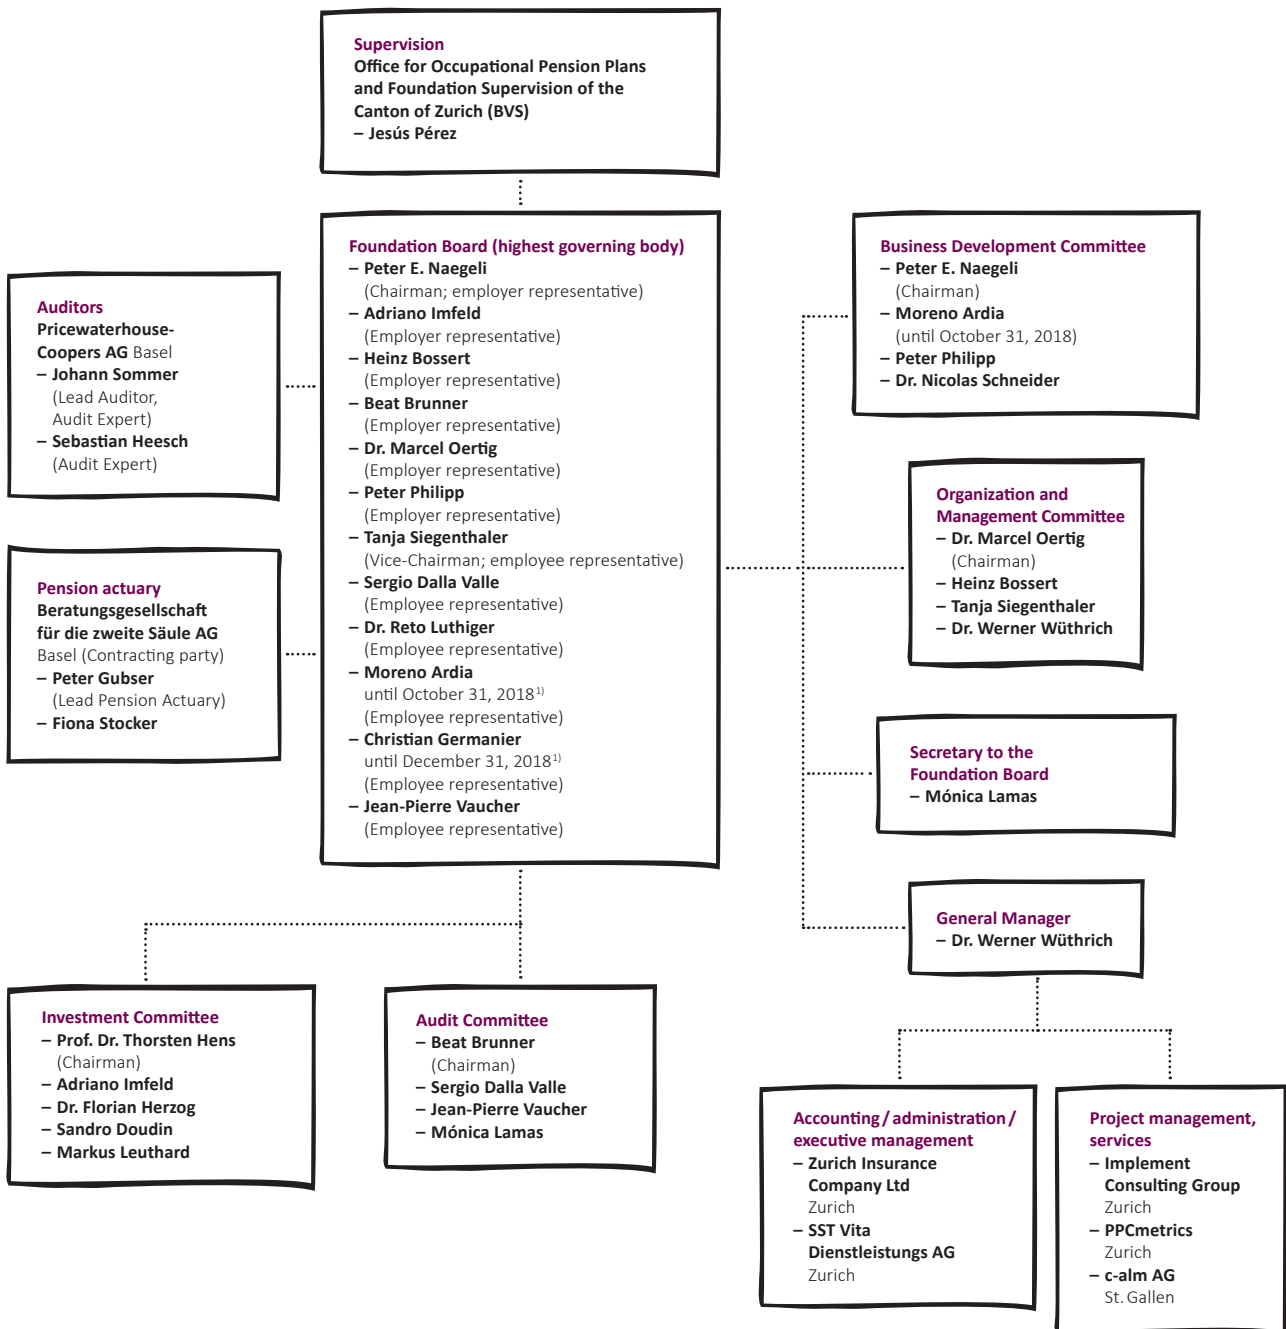 Supervision
Office for Occupational Pension Plans
and Foundation Supervision of the
Canton of Zurich (BVS)
– Jesús Pérez
Foundation Board (highest governing body)
– Peter E. Naegeli
(Chairman; employer representative)
– Adriano Imfeld
(Employer representative)
– Heinz Bossert
(Employer representative)
– Beat Brunner
(Employer representative)
– Dr. Marcel Oertig
(Employer representative)
– Peter Philipp
(Employer representative)
– Tanja Siegenthaler
(Vice-Chairman; employee representative)
– Sergio Dalla Valle
(Employee representative)
– Dr. Reto Luthiger
(Employee representative)
– Moreno Ardia
until October 31, 2018¹⁾
(Employee representative)
– Christian Germanier
until December 31, 2018¹⁾
(Employee representative)
– Jean-Pierre Vaucher
(Employee representative)
Auditors
Pricewaterhouse-
Coopers AG Basel
– Johann Sommer
(Lead Auditor,
Audit Expert)
– Sebastian Heesch
(Audit Expert)
Pension actuary
Beratungsgesellschaft
für die zweite Säule AG
Basel (Contracting party)
– Peter Gubser
(Lead Pension Actuary)
– Fiona Stocker
Business Development Committee
– Peter E. Naegeli
(Chairman)
– Moreno Ardia
(until October 31, 2018)
– Peter Philipp
– Dr. Nicolas Schneider
Organization and
Management Committee
– Dr. Marcel Oertig
(Chairman)
– Heinz Bossert
– Tanja Siegenthaler
– Dr. Werner Wüthrich
Secretary to the
Foundation Board
– Mónica Lamas
General Manager
– Dr. Werner Wüthrich
Investment Committee
– Prof. Dr. Thorsten Hens
(Chairman)
– Adriano Imfeld
– Dr. Florian Herzog
– Sandro Doudin
– Markus Leuthard
Audit Committee
– Beat Brunner
(Chairman)
– Sergio Dalla Valle
– Jean-Pierre Vaucher
– Mónica Lamas
Accounting / administration /
executive management
– Zurich Insurance
Company Ltd
Zurich
– SST Vita
Dienstleistungs AG
Zurich
Project management,
services
– Implement
Consulting Group
Zurich
– PPCmetrics
Zurich
– c-alm AG
St. Gallen